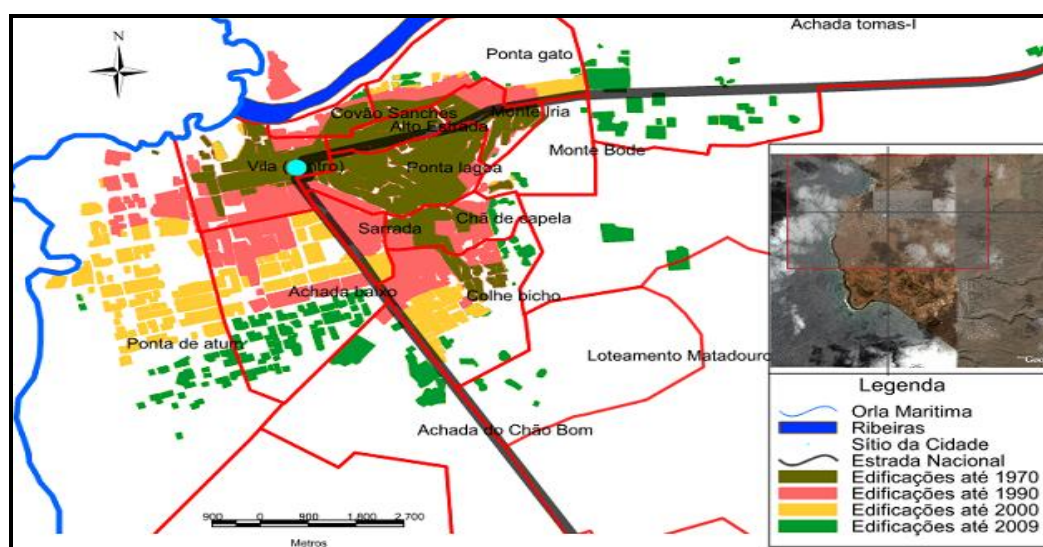 Achada tomas-I
N
Ponta gato
Covão Sanches
Monte Iria
Alto Estrada
Monte Bode
Vila (
ntro)
Ponta lagoa
Chã de capela
Sarrada
Achada baixo
Colhe bicho
Ponta de atum
Loteamento Matadouro
Achada do Chão Bom
900 0 900 1.800 2.700
Metros
Legenda
Orla Maritima
Ribeiras
Sítio da Cidade
Estrada Nacional
Edificações até 1970
Edificações até 1990
Edificações até 2000
Edificações até 2009